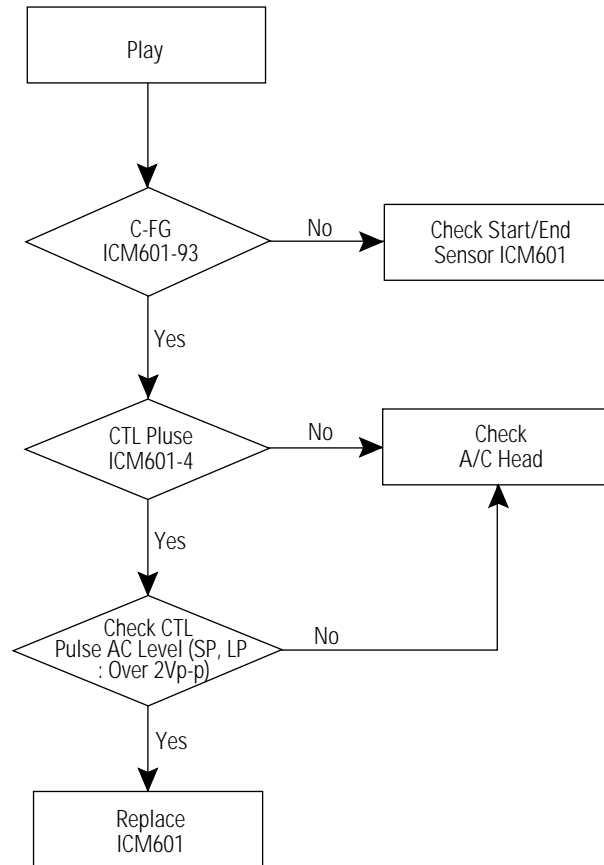 Play
C-FG
ICM601-93
No
Check Start/End
Sensor ICM601
Yes
CTL Pluse
ICM601-4
No
Check
A/C Head
Yes
Check CTL
Pulse AC Level (SP, LP
: Over 2Vp-p)
No
Yes
Replace
ICM601